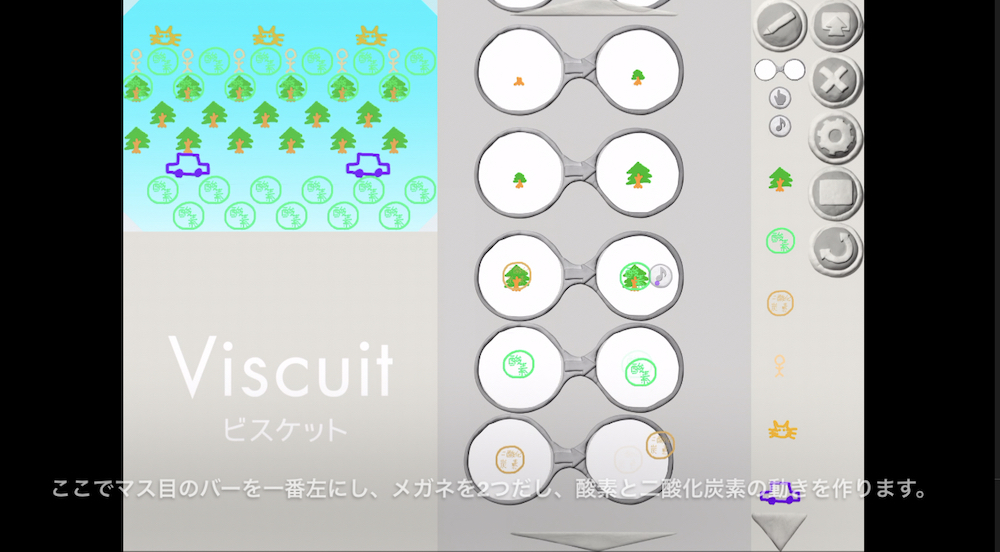 Viscuit
ビスケット
ここでマス目のバーを一番左にし、メガネを2つだし、酸素と二酸化炭素の動きを作ります。